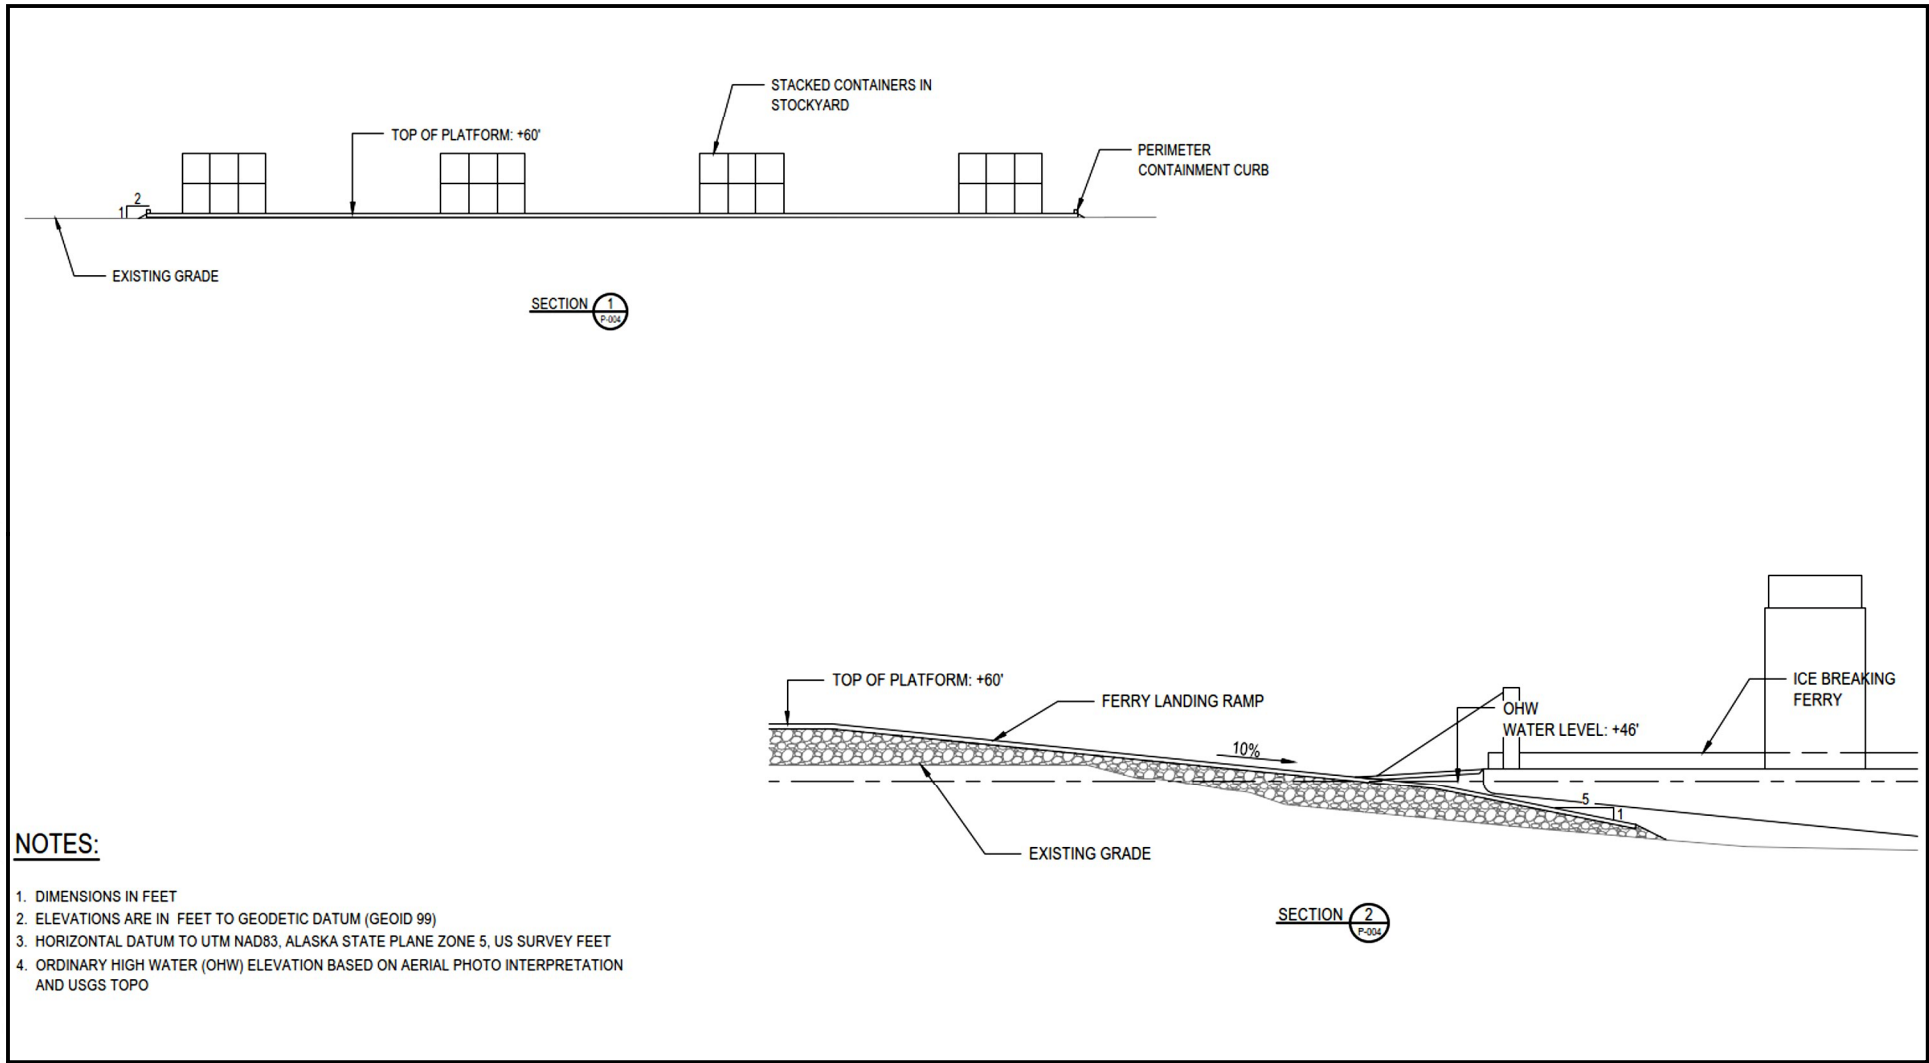 STACKED CONTAINERS IN
STOCKYARD
TOP OF PLATFORM: +60'
PERIMETER
CONTAINMENT CURB
2
1
EXISTING GRADE
SECTION 1
P-004
TOP OF PLATFORM: +60'
FERRY LANDING RAMP
ICE BREAKING
FERRY
OHW
WATER LEVEL: +46'
10%
5
1
EXISTING GRADE
SECTION 2
P-004
NOTES:
1. DIMENSIONS IN FEET
2. ELEVATIONS ARE IN FEET TO GEODETIC DATUM (GEOID 99)
3. HORIZONTAL DATUM TO UTM NAD83, ALASKA STATE PLANE ZONE 5, US SURVEY FEET
4. ORDINARY HIGH WATER (OHW) ELEVATION BASED ON AERIAL PHOTO INTERPRETATION
AND USGS TOPO